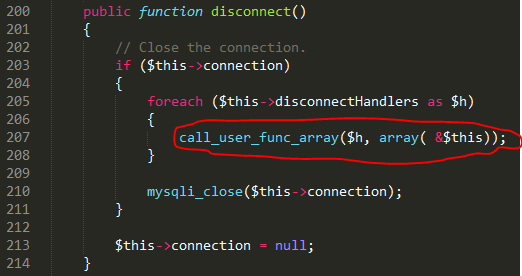 200 public function disconnect()
201 {
202 // Close the connection.
203 if ($this->connection)
204 {
205 foreach ($this->disconnectHandlers as $h)
206 {
207 call_user_func_array($h, array( &$this));
208 }
209
210 mysqli_close($this->connection);
211 }
212
213 $this->connection = null;
214 }